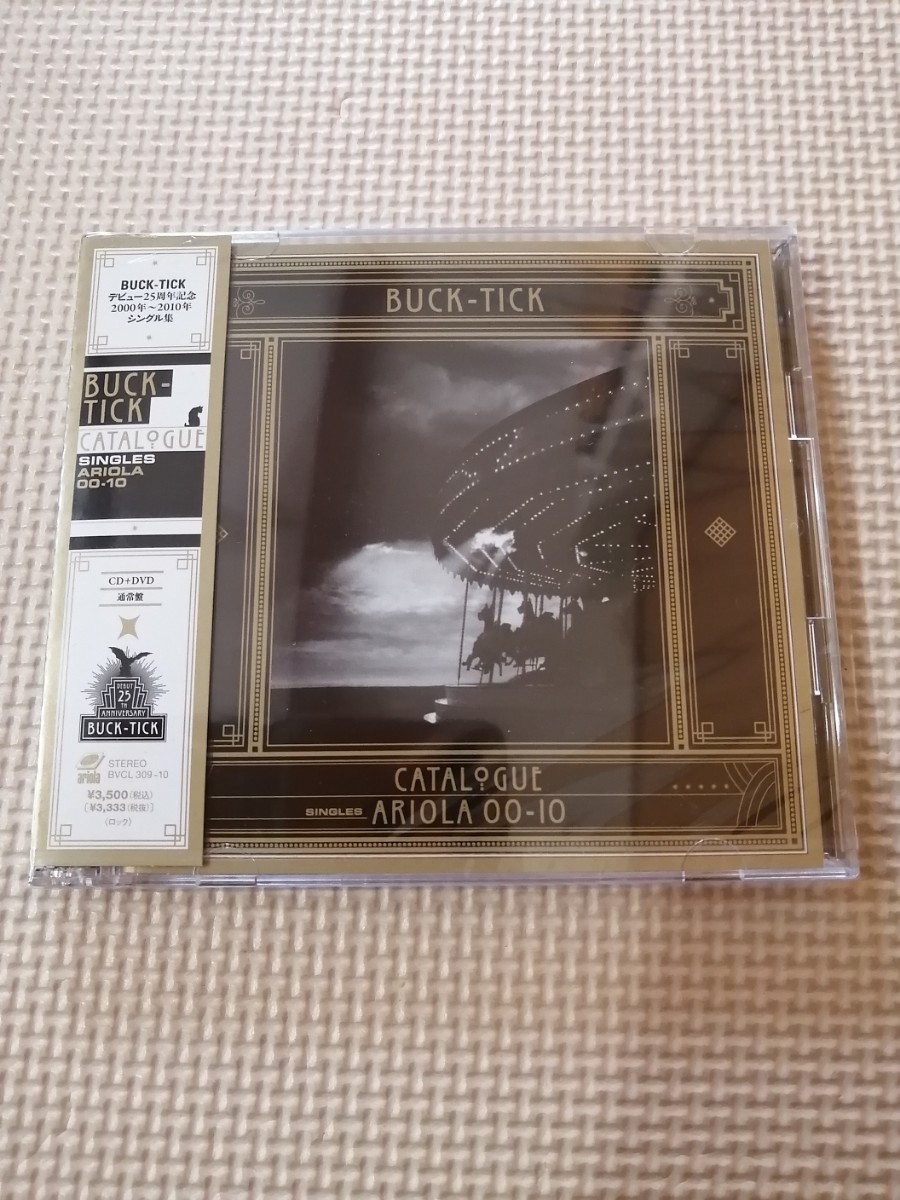 BUCK-TICK
デビュー25周年記念
2000年〜2010年
シングル集
BUCK-
TICK
CATALOGUE
SINGLES
ARIOLA
00-10
CD+DVD
通常盤
DEBUT
25TH
ANNIVERSARY
BUCK-TICK
ariola
STEREO
BVCL 309~10
¥3,500(税込)
[¥3,333(税抜)]
(ロック)
BUCK-TICK
CATALOGUE
SINGLES ARIOLA 00-10